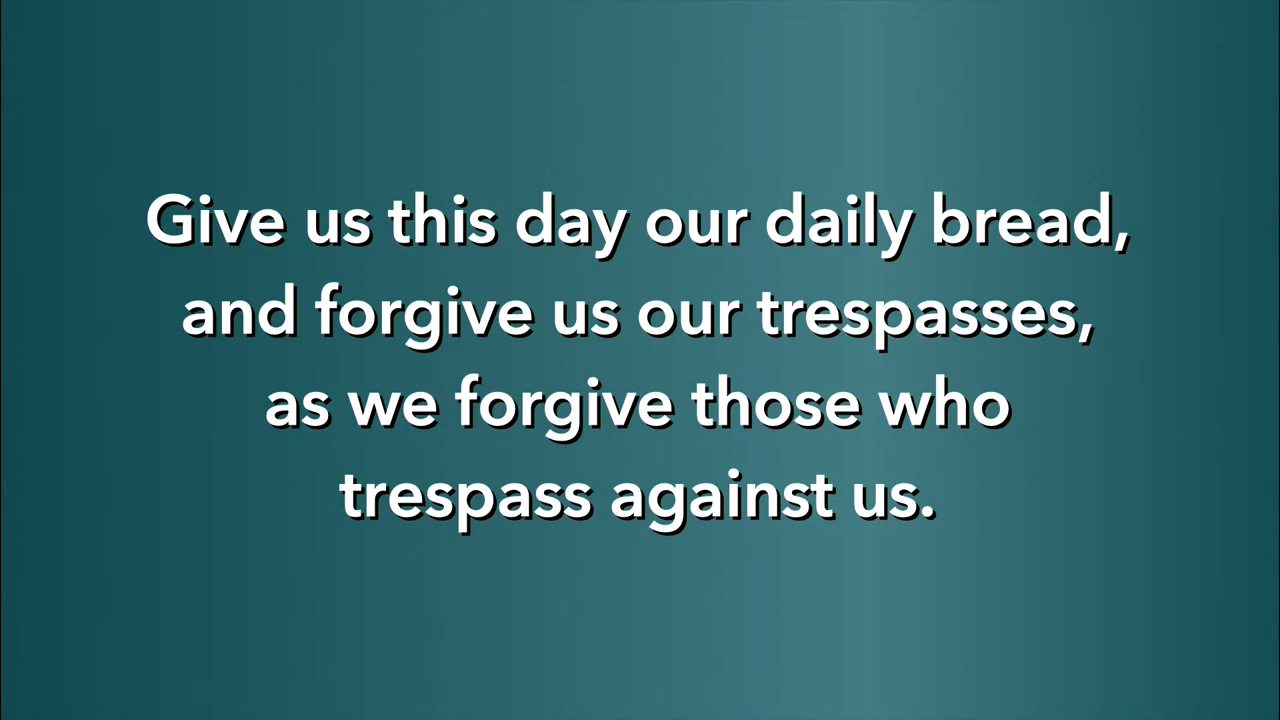 Give us this day our daily bread,
and forgive us our trespasses,
as we forgive those who
trespass against us.